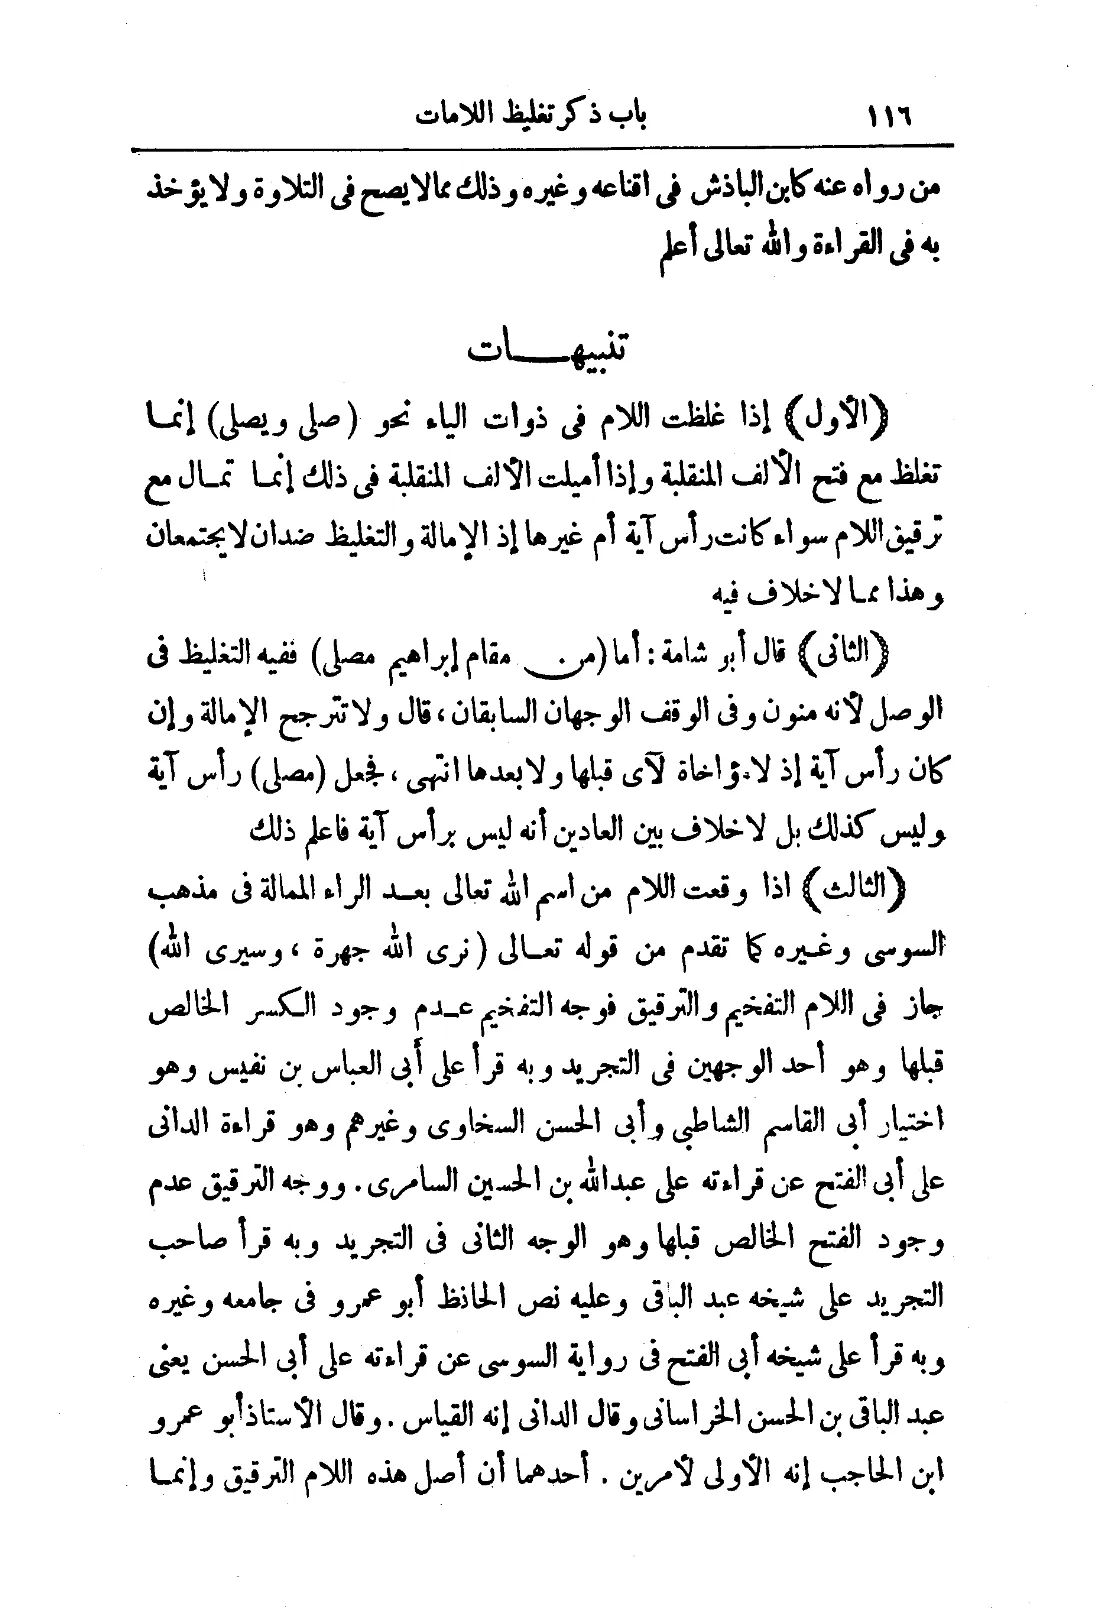 ١١٦ باب ذكر تغليظ اللامات
من رواه عنه كابن الباذش فى اقناعه وغيره وذلك مما لا يصح فى التلاوة ولا يؤخذ
به فى القراءة والله تعالى أعلم
تنبيهـــات
(الأول) إذا غلظت اللام فى ذوات الياء نحو (صلى ويصلى) إنما
تغلظ مع فتح الألف المنقلبة وإذا أميلت الألف المنقلبة فى ذلك إنما تمال مع
ترقيق اللام سواء كانت رأس آية أم غيرها إذ الإمالة والتغليظ ضدان لا يجتمعان
وهذا مما لا خلاف فيه
(الثانى) قال أبو شامة : أما (من مقام إبراهيم مصلى) ففيه التغليظ فى
الوصل لأنه منون وفى الوقف الوجهان السابقان، قال ولا تترجح الإمالة وإن
كان رأس آية إذ لا مؤاخاة لآى قبلها ولا بعدها انتهى ، فجعل (مصلى) رأس آية
وليس كذلك بل لا خلاف بين العادين أنه ليس برأس آية فاعلم ذلك
(الثالث) اذا وقعت اللام من اسم الله تعالى بعد الراء الممالة فى مذهب
السوسى وغيره كما تقدم من قوله تعالى (نرى الله جهرة ، وسيرى الله)
جاز فى اللام التفخيم والترقيق فوجه التفخيم عدم وجود الكسر الخالص
قبلها وهو أحد الوجهين فى التجريد وبه قرأ على أبى العباس بن نفيس وهو
اختيار أبى القاسم الشاطبى وأبى الحسن السخاوى وغيرهم وهو قراءة الدانى
على أبى الفتح عن قراءته على عبدالله بن الحسين السامرى. ووجه الترقيق عدم
وجود الفتح الخالص قبلها وهو الوجه الثانى فى التجريد وبه قرأ صاحب
التجريد على شيخه عبد الباقى وعليه نص الحافظ أبو عمرو فى جامعه وغيره
وبه قرأ على شيخه أبى الفتح فى رواية السوسى عن قراءته على أبى الحسن يعنى
عبد الباقى بن الحسن الخراسانى وقال الدانى إنه القياس . وقال الأستاذ أبو عمرو
ابن الحاجب إنه الأولى لأمرين . أحدهما أن أصل هذه اللام الترقيق وإنما